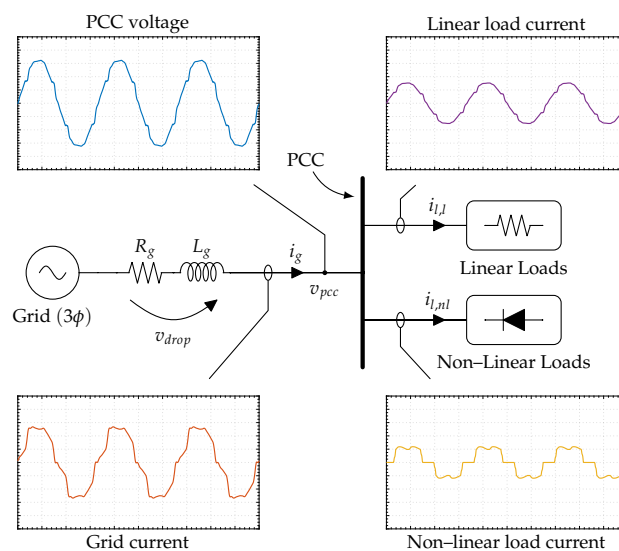 PCC voltage
Linear load current
PCC
R_g
L_g
i_g
i_{l,l}
v_{pcc}
Linear Loads
Grid (3ϕ)
v_{drop}
i_{l,nl}
Non–Linear Loads
Grid current
Non–linear load current